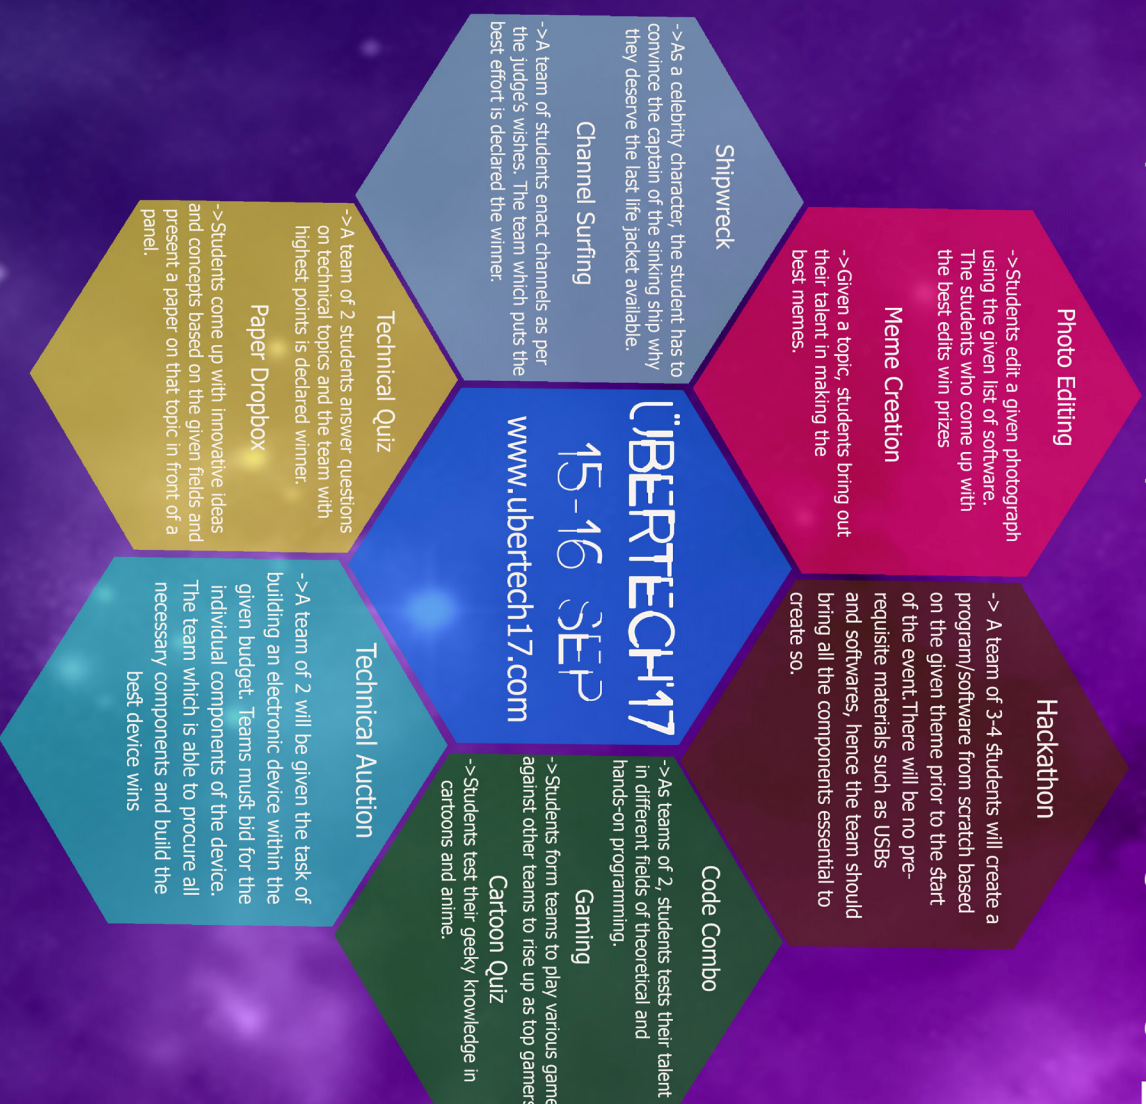 Photo Editing
->Students edit a given photograph
using the given list of software.
The students who come up with
the best edits win prizes
Meme Creation
->Given a topic, students bring out
their talent in making the
best memes.
Hackathon
-> A team of 3-4 students will create a
program/software from scratch based
on the given theme prior to the start
of the event.There will be no pre-
requisite materials such as USBs
and softwares, hence the team should
bring all the components essential to
create so.
Shipwreck
->As a celebrity character, the student has to
convince the captain of the sinking ship why
they deserve the last life jacket available.
Channel Surfing
->A team of students enact channels as per
the judge's wishes. The team which puts the
best effort is declared the winner.
ÜBERTECH'17
15-16 SEP
www.ubertech17.com
Code Combo
->As teams of 2, students tests their talent
in different fields of theoretical and
hands-on programming.
Gaming
->Students form teams to play various game
against other teams to rise up as top gamers
Cartoon Quiz
->Students test their geeky knowledge in
cartoons and anime.
Technical Quiz
->A team of 2 students answer questions
on technical topics and the team with
highest points is declared winner.
Paper Dropbox
->Students come up with innovative ideas
and concepts based on the given fields and
present a paper on that topic in front of a
panel.
Technical Auction
->A team of 2 will be given the task of
building an electronic device within the
given budget. Teams must bid for the
individual components of the device.
The team which is able to procure all
necessary components and build the
best device wins